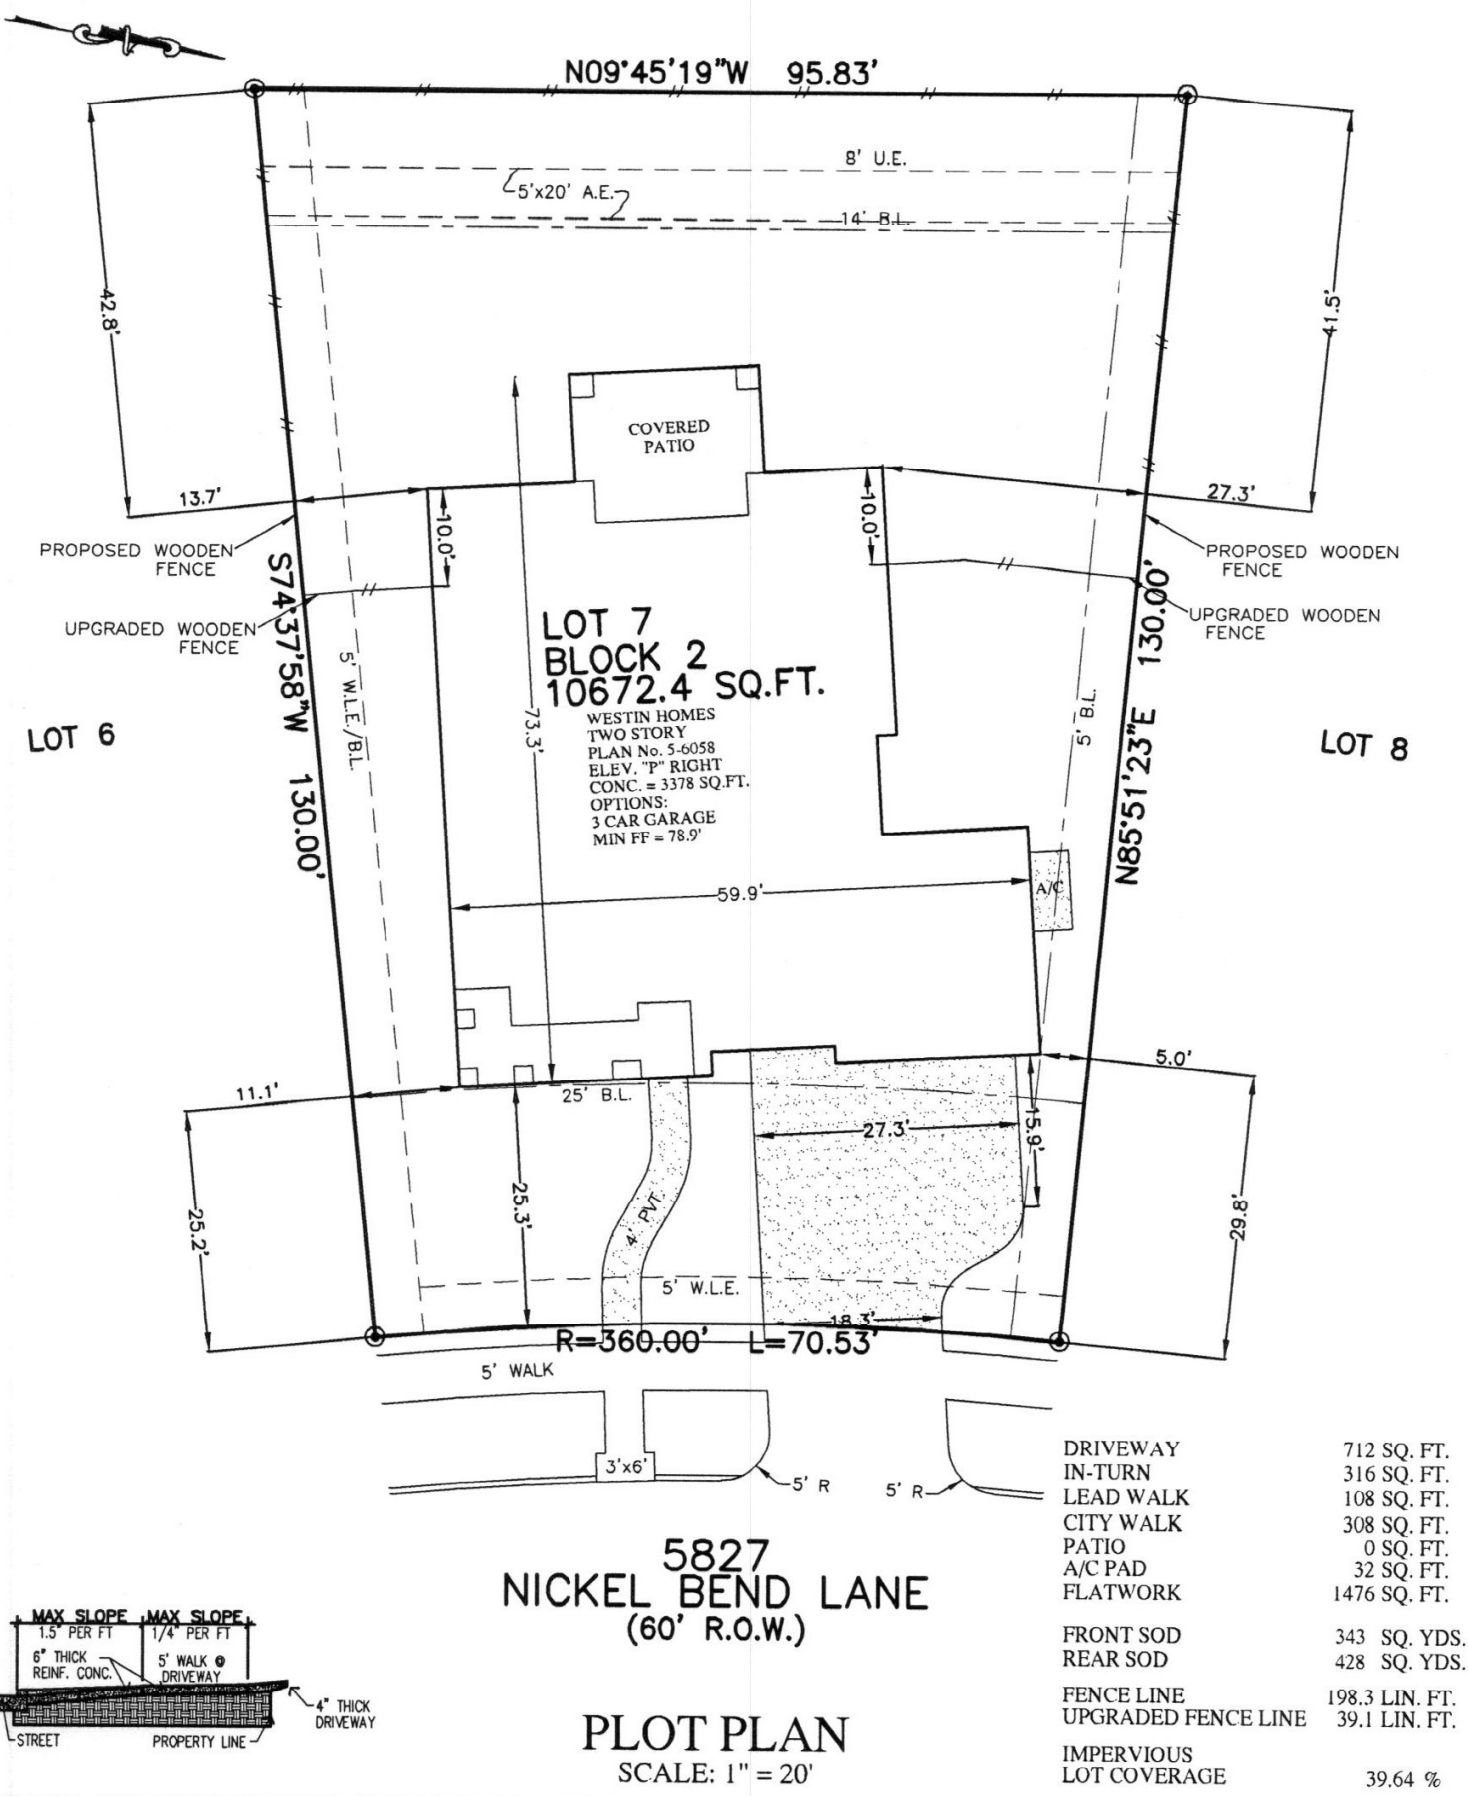 N09°45'19"W 95.83'
8' U.E.
5'x20' A.E.
14' B.L.
42.8'
41.5'
COVERED
PATIO
13.7'
27.3'
10.0'
10.0'
PROPOSED WOODEN
FENCE
PROPOSED WOODEN
FENCE
UPGRADED WOODEN
FENCE
UPGRADED WOODEN
FENCE
S74°37'58"W 130.00'
N85°51'23"E 130.00'
5' W.L.E./B.L.
5' B.L.
LOT 6
LOT 8
LOT 7
BLOCK 2
10672.4 SQ.FT.
WESTIN HOMES
TWO STORY
PLAN No. 5-6058
ELEV. "P" RIGHT
CONC. = 3378 SQ.FT.
OPTIONS:
3 CAR GARAGE
MIN FF = 78.9'
73.3'
59.9'
A/C
11.1'
5.0'
25' B.L.
27.3'
15.9'
25.3'
25.2'
29.8'
4' PVT.
5' W.L.E.
18.3'
R=360.00' L=70.53'
5' WALK
3'x6'
5' R
5' R
5827
NICKEL BEND LANE
(60' R.O.W.)
DRIVEWAY 712 SQ. FT.
IN-TURN 316 SQ. FT.
LEAD WALK 108 SQ. FT.
CITY WALK 308 SQ. FT.
PATIO 0 SQ. FT.
A/C PAD 32 SQ. FT.
FLATWORK 1476 SQ. FT.
FRONT SOD 343 SQ. YDS.
REAR SOD 428 SQ. YDS.
FENCE LINE 198.3 LIN. FT.
UPGRADED FENCE LINE 39.1 LIN. FT.
IMPERVIOUS
LOT COVERAGE 39.64 %
MAX SLOPE MAX SLOPE
1.5" PER FT 1/4" PER FT
6" THICK
REINF. CONC.
5' WALK @
DRIVEWAY
4" THICK
DRIVEWAY
STREET
PROPERTY LINE
PLOT PLAN
SCALE: 1" = 20'